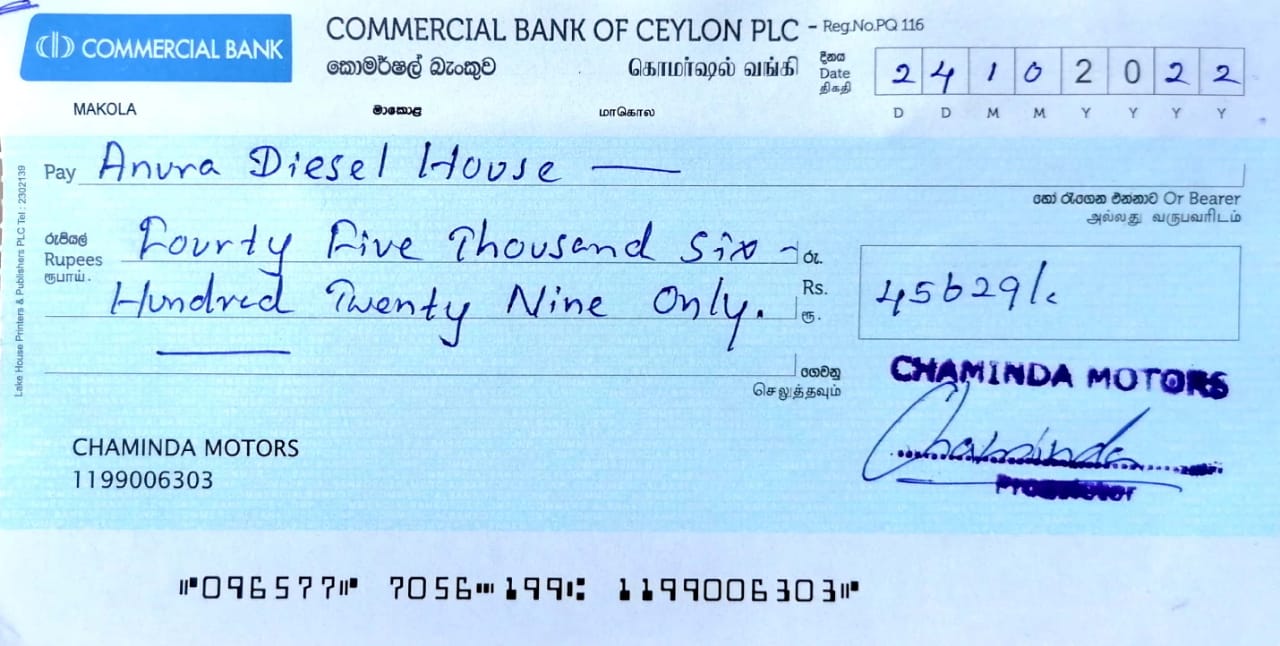 COMMERCIAL BANK
COMMERCIAL BANK OF CEYLON PLC - Reg.No.PQ 116
කොමර්ෂල් බැංකුව கொமர்ஷல் வங்கி
දිනය
Date
திகதி
2 4 1 0 2 0 2 2
D D M M Y Y Y Y
MAKOLA මාකොළ மாகொல
Pay Anura Diesel House
හෝ රැගෙන එන්නාට Or Bearer
அல்லது வருபவரிடம்
රුපියල්
Rupees
ரூபாய்.
Fourty Five Thousand Six -
Hundred Twenty Nine Only.
රු.
Rs.
ரூ.
45629/.
ගෙවනු
செலுத்தவும்
CHAMINDA MOTORS
Chaminda
Proprietor
CHAMINDA MOTORS
1199006303
Lake House Printers & Publishers PLC Tel : 2302139
⑈096577⑈ 7056⑉199⑆ 1199006303⑈